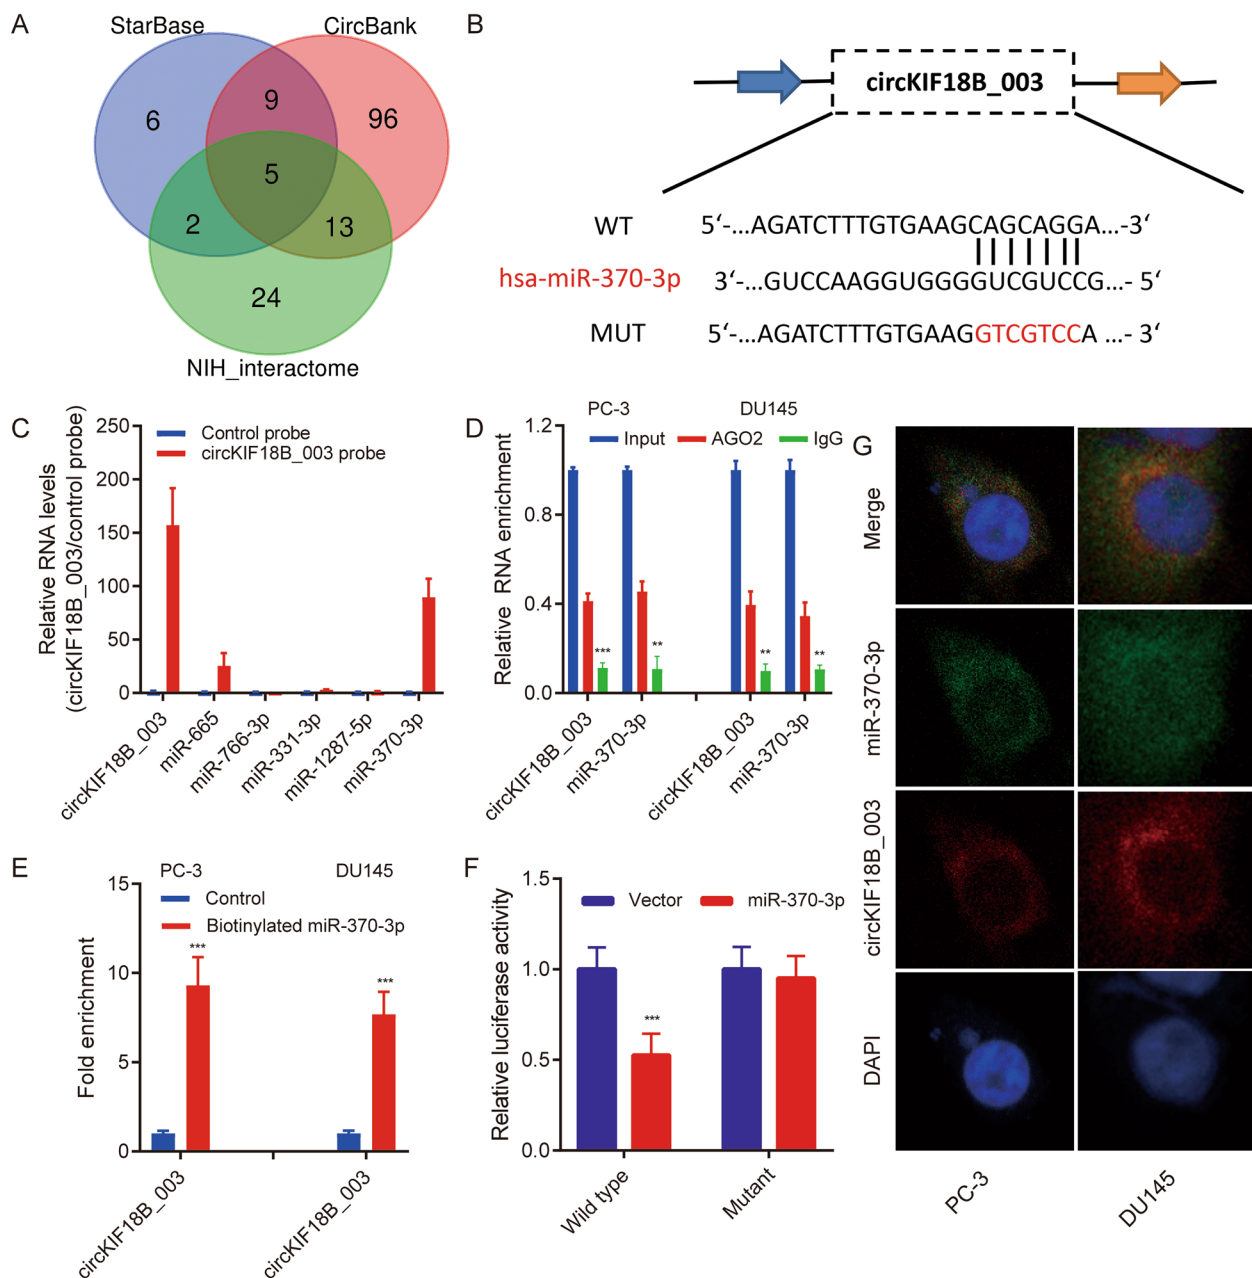 A
StarBase
CircBank
6
9
96
5
2
13
24
NIH_interactome
B
circKIF18B_003
WT 5‘-...AGATCTTTGTGAAGCAGCAGGA...-3‘
hsa-miR-370-3p 3‘-...GUCCAAGGUGGGGUCGUCCG...- 5‘
MUT 5‘-...AGATCTTTGTGAAGGTCGTCCA ...- 3‘
C
Relative RNA levels
(circKIF18B_003/control probe)
250
200
150
100
50
0
Control probe
circKIF18B_003 probe
circKIF18B_003
miR-665
miR-766-3p
miR-331-3p
miR-1287-5p
miR-370-3p
D
PC-3 DU145
Input AGO2 IgG
Relative RNA enrichment
1.2
0.8
0.4
0.0
***
**
**
**
circKIF18B_003
miR-370-3p
circKIF18B_003
miR-370-3p
E
PC-3 DU145
Control
Biotinylated miR-370-3p
Fold enrichment
15
10
5
0
***
***
circKIF18B_003
circKIF18B_003
F
Vector miR-370-3p
Relative luciferase activity
1.5
1.0
0.5
0.0
***
Wild type
Mutant
G
Merge
miR-370-3p
circKIF18B_003
DAPI
PC-3
DU145